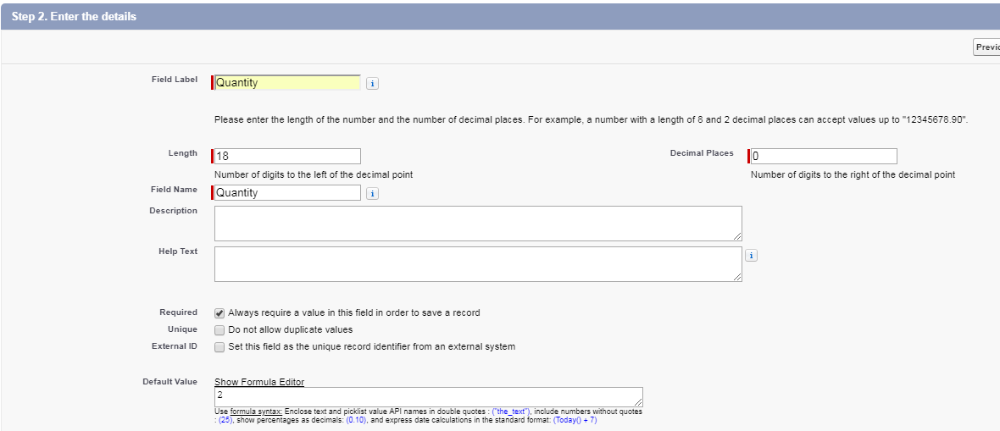 Step 2. Enter the details
Previ
Field Label
Quantity
Please enter the length of the number and the number of decimal places. For example, a number with a length of 8 and 2 decimal places can accept values up to "12345678.90".
Length 18 Decimal Places 0
Number of digits to the left of the decimal point Number of digits to the right of the decimal point
Field Name Quantity
Description
Help Text
Required Always require a value in this field in order to save a record
Unique Do not allow duplicate values
External ID Set this field as the unique record identifier from an external system
Default Value Show Formula Editor
2
Use formula syntax: Enclose text and picklist value API names in double quotes : ("the_text"), include numbers without quotes
: (25), show percentages as decimals: (0.10), and express date calculations in the standard format: (Today() + 7)